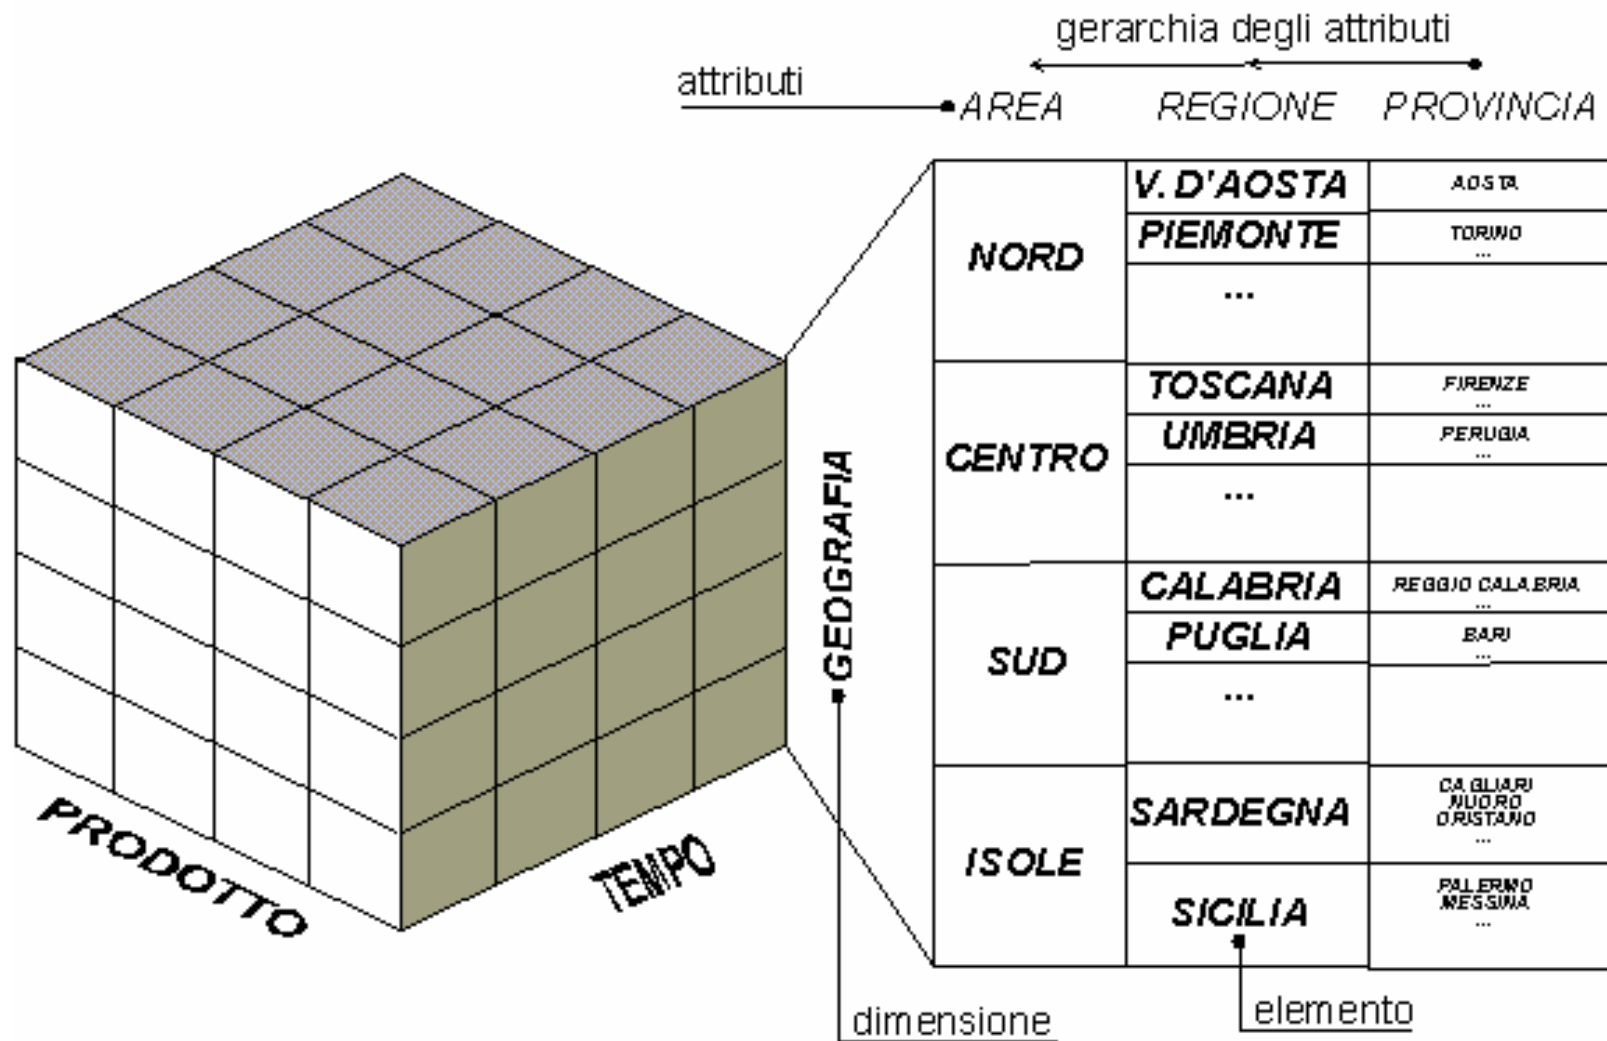 gerarchia degli attributi
attributi
AREA REGIONE PROVINCIA
NORD
V. D'AOSTA
AOSTA
PIEMONTE
TORINO
...
...
CENTRO
TOSCANA
FIRENZE
...
UMBRIA
PERUGIA
...
...
SUD
CALABRIA
REGGIO CALABRIA
...
PUGLIA
BARI
...
...
ISOLE
SARDEGNA
CAGLIARI
NUORO
ORISTANO
...
SICILIA
PALERMO
MESSINA
...
GEOGRAFIA
PRODOTTO
TEMPO
dimensione
elemento